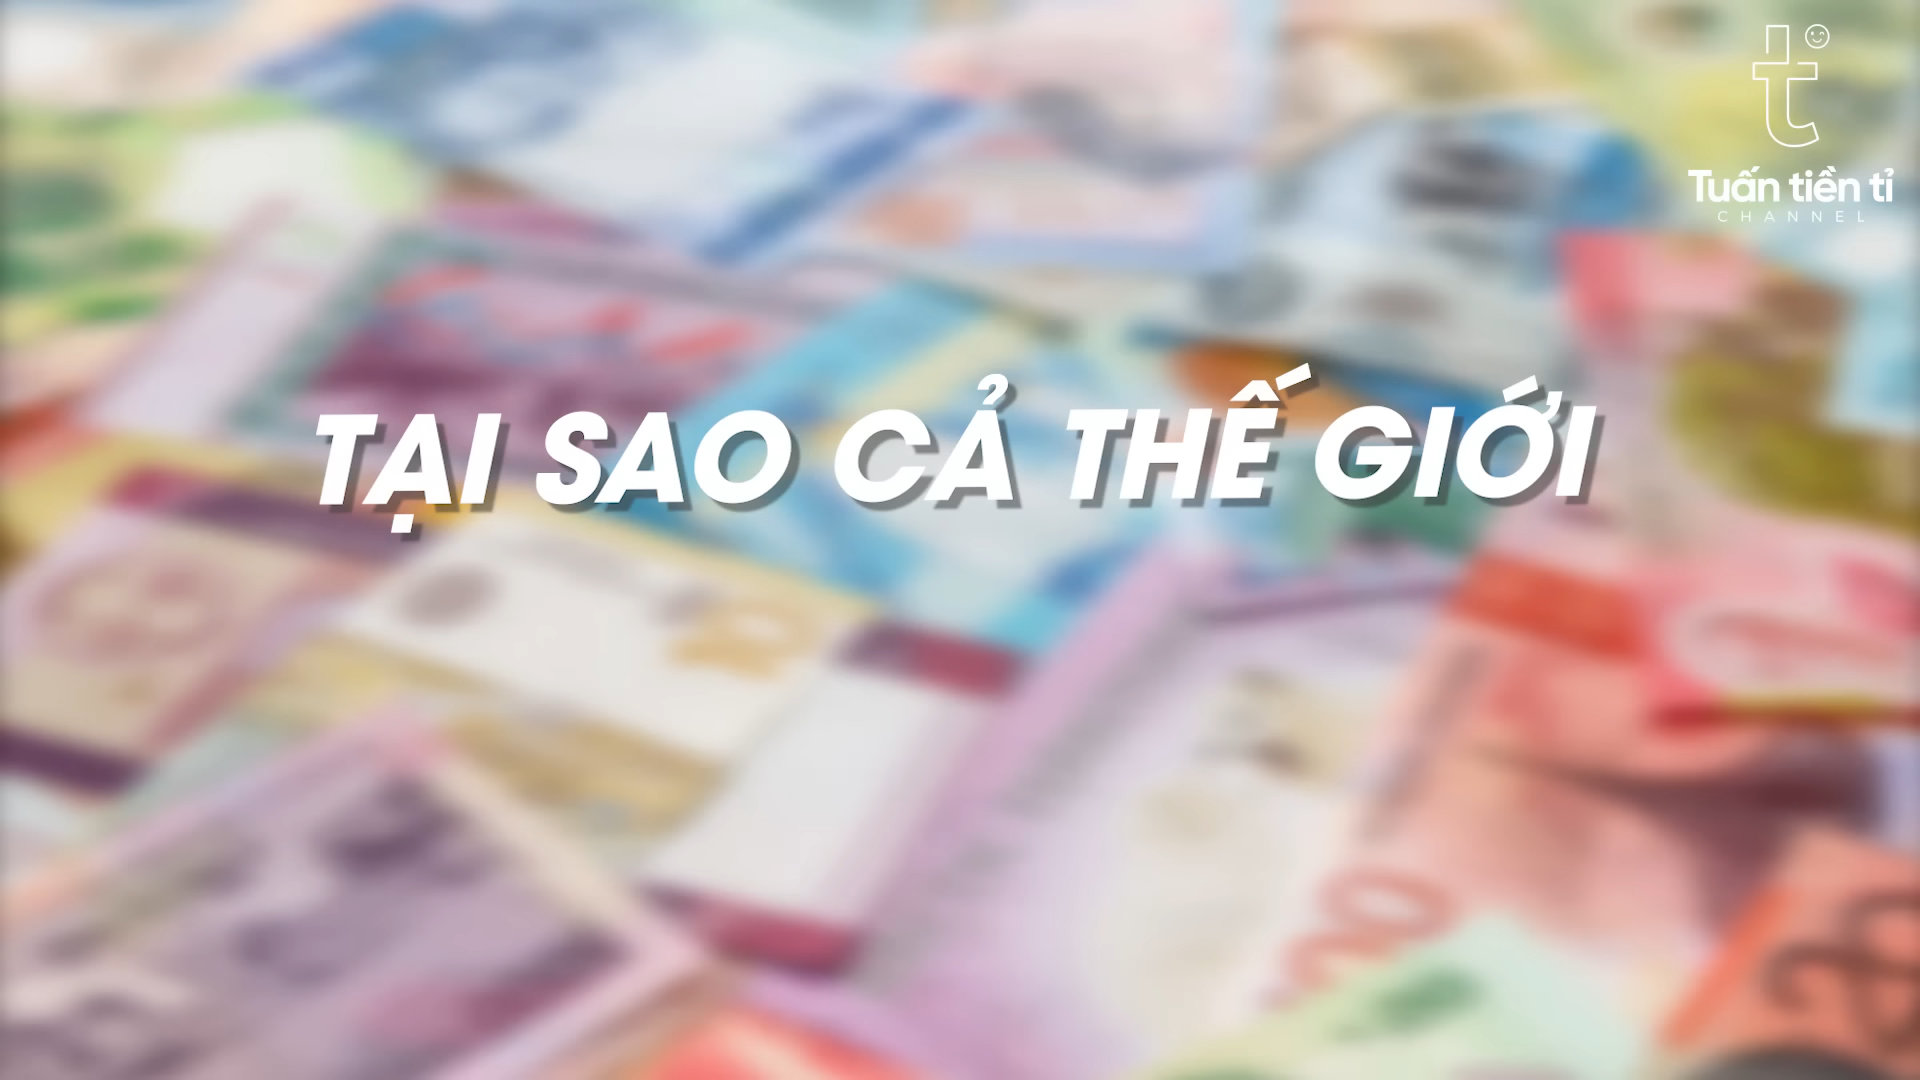 Tuấn tiền tỉ
CHANNEL
TẠI SAO CẢ THẾ GIỚI